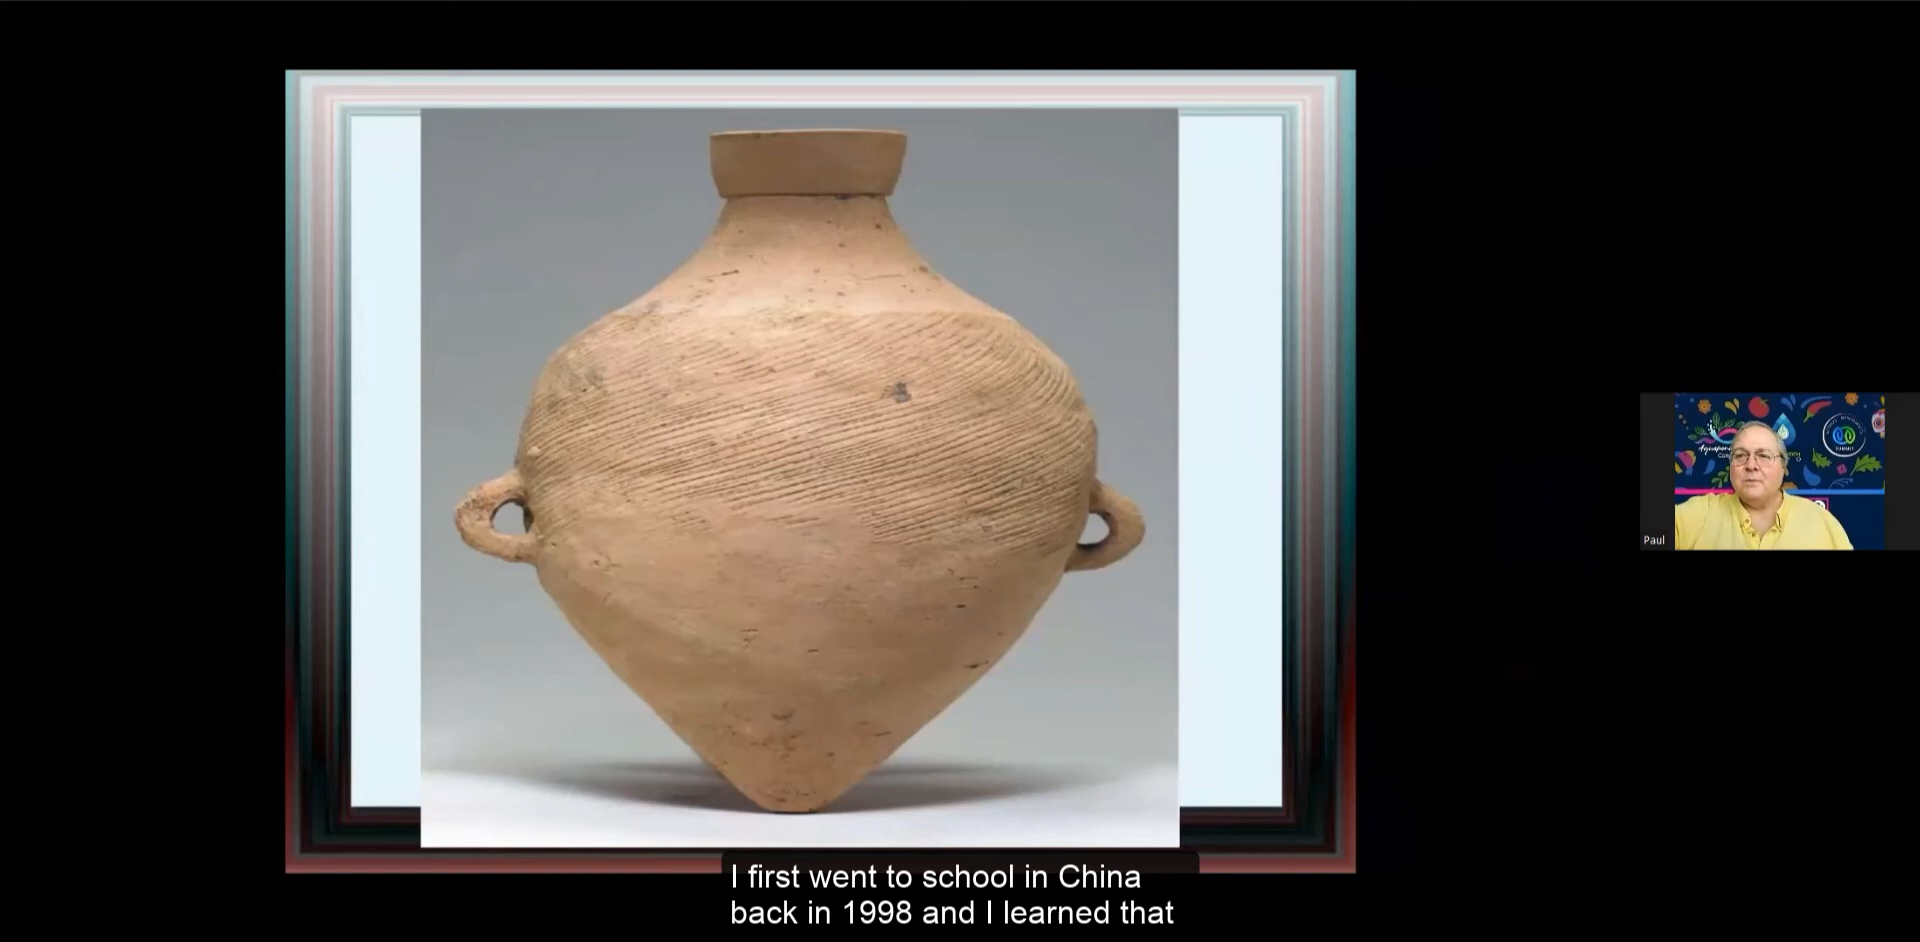 Paul
I first went to school in China
back in 1998 and I learned that